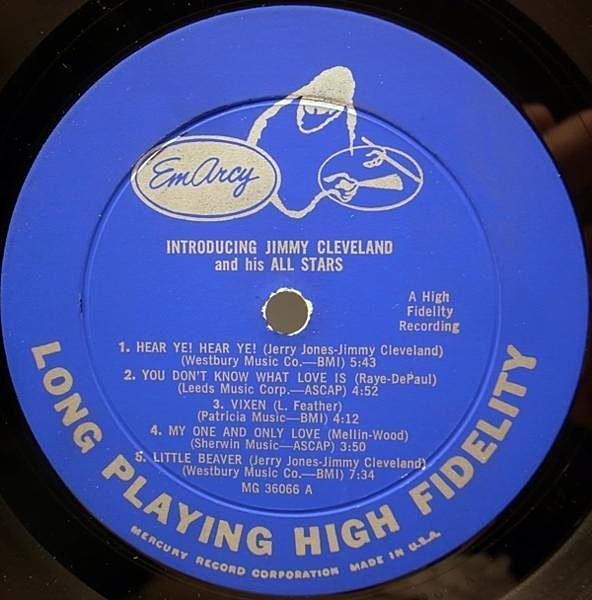 EmArcy
INTRODUCING JIMMY CLEVELAND
and his ALL STARS
A High
Fidelity
Recording
1. HEAR YE! HEAR YE! (Jerry Jones-Jimmy Cleveland)
(Westbury Music Co.—BMI) 5:43
2. YOU DON'T KNOW WHAT LOVE IS (Raye-DePaul)
(Leeds Music Corp.—ASCAP) 4:52
3. VIXEN (L. Feather)
(Patricia Music—BMI) 4:12
4. MY ONE AND ONLY LOVE (Mellin-Wood)
(Sherwin Music—ASCAP) 3:50
5. LITTLE BEAVER (Jerry Jones-Jimmy Cleveland)
(Westbury Music Co.—BMI) 7:34
MG 36066 A
LONG PLAYING HIGH FIDELITY
MERCURY RECORD CORPORATION MADE IN U.S.A.